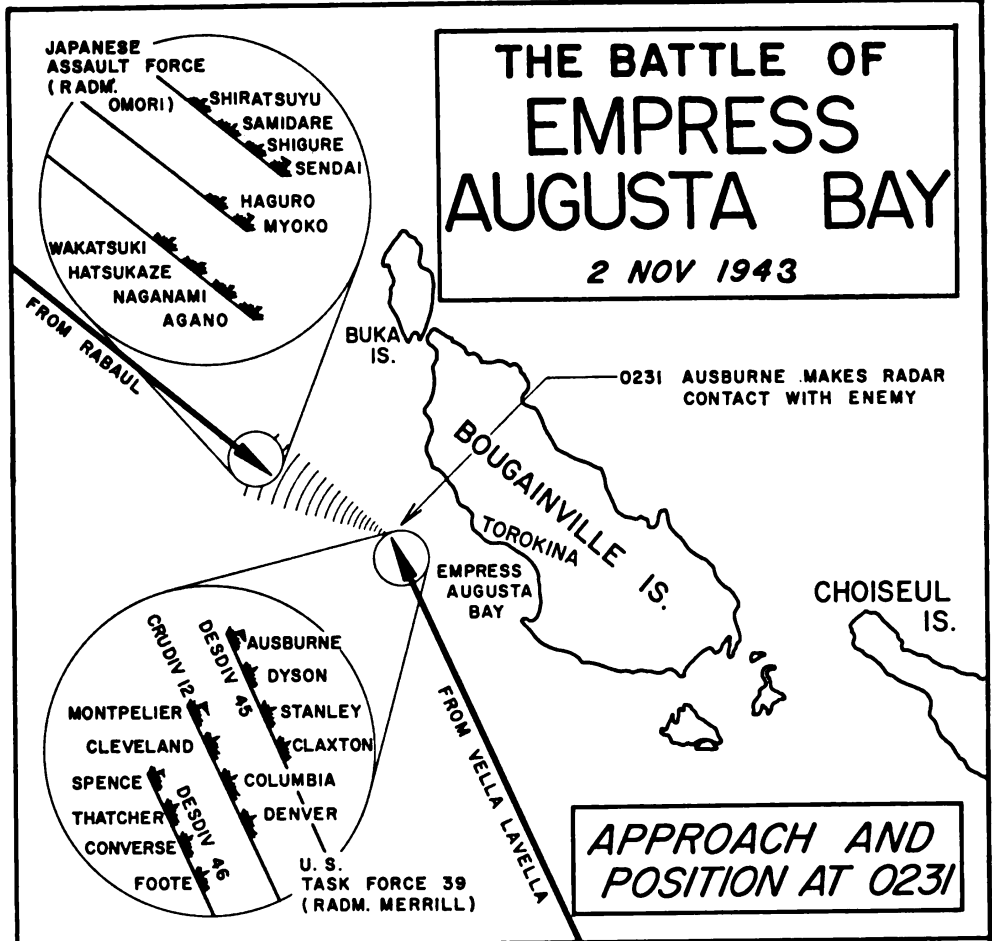 THE BATTLE OF
EMPRESS
AUGUSTA BAY
2 NOV 1943
JAPANESE
ASSAULT FORCE
(RADM.
OMORI)
SHIRATSUYU
SAMIDARE
SHIGURE
SENDAI
HAGURO
MYOKO
WAKATSUKI
HATSUKAZE
NAGANAMI
AGANO
FROM RABAUL
BUKA
IS.
0231 AUSBURNE MAKES RADAR
CONTACT WITH ENEMY
BOUGAINVILLE IS.
TOROKINA
EMPRESS
AUGUSTA
BAY
CHOISEUL
IS.
CRUDIV 12
DESDIV 45
AUSBURNE
DYSON
STANLEY
CLAXTON
MONTPELIER
CLEVELAND
COLUMBIA
DENVER
SPENCE
THATCHER
CONVERSE
FOOTE
DESDIV 46
U. S.
TASK FORCE 39
(RADM. MERRILL)
FROM VELLA LAVELLA
APPROACH AND
POSITION AT 0231